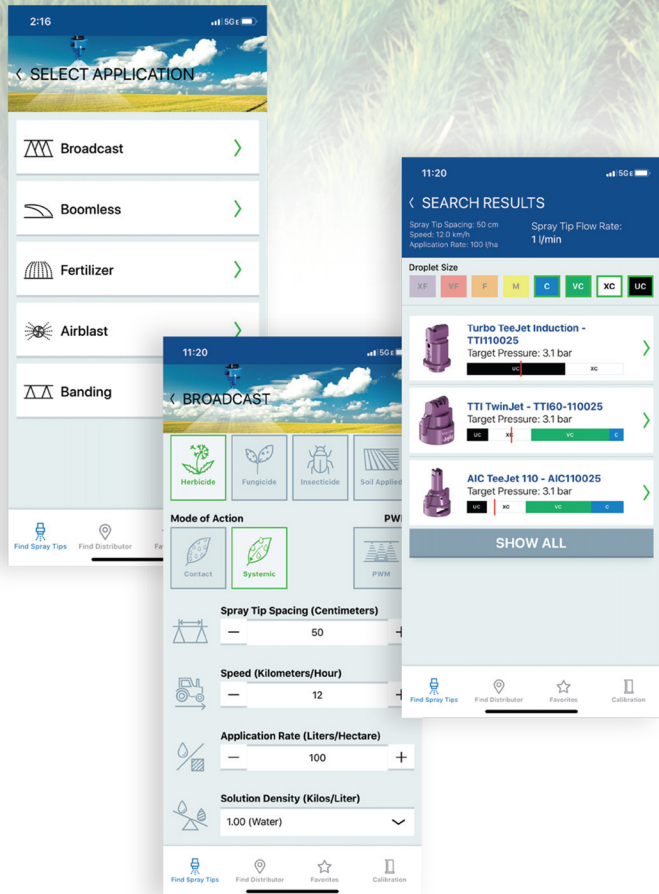 2:16
5G E
SELECT APPLICATION
Broadcast
Boomless
Fertilizer
Airblast
Banding
Find Spray Tips
Find Distributor
11:20
5G
BROADCAST
Herbicide
Fungicide
Insecticide
Soil Applied
Mode of Action
Contact
Systemic
PWM
Spray Tip Spacing (Centimeters)
— 50 +
Speed (Kilometers/Hour)
— 12 +
Application Rate (Liters/Hectare)
— 100 +
Solution Density (Kilos/Liter)
1.00 (Water)
Find Spray Tips
Find Distributor
Favorites
Calibration
11:20
5G E
SEARCH RESULTS
Spray Tip Spacing: 50 cm
Speed: 12.0 km/h
Application Rate: 100 l/ha
Spray Tip Flow Rate:
1 l/min
Droplet Size
XF VF F M C VC XC UC
Turbo TeeJet Induction -
TTI110025
Target Pressure: 3.1 bar
UC XC
TTI TwinJet - TTI60-110025
Target Pressure: 3.1 bar
UC XC VC C
AIC TeeJet 110 - AIC110025
Target Pressure: 3.1 bar
UC XC VC C
SHOW ALL
Find Spray Tips
Find Distributor
Favorites
Calibration